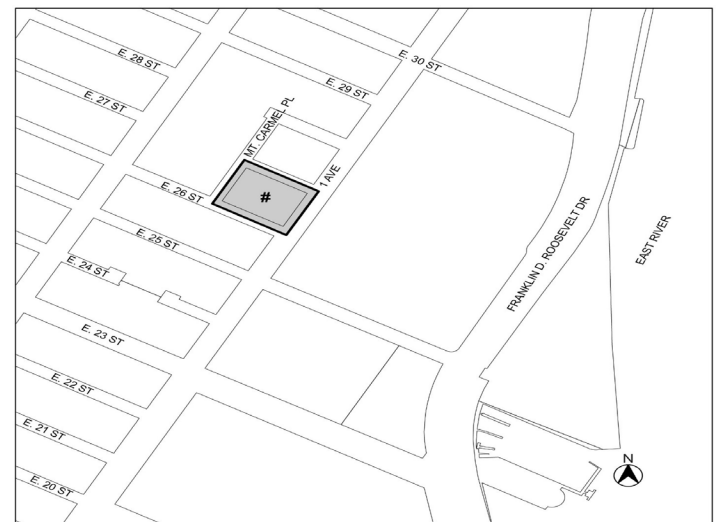 E. 28 ST
E. 27 ST
E. 30 ST
E. 29 ST
MT. CARMEL PL
1 AVE
#
E. 26 ST
E. 25 ST
E. 24 ST
E. 23 ST
E. 22 ST
E. 21 ST
E. 20 ST
FRANKLIN D. ROOSEVELT DR
EAST RIVER
N